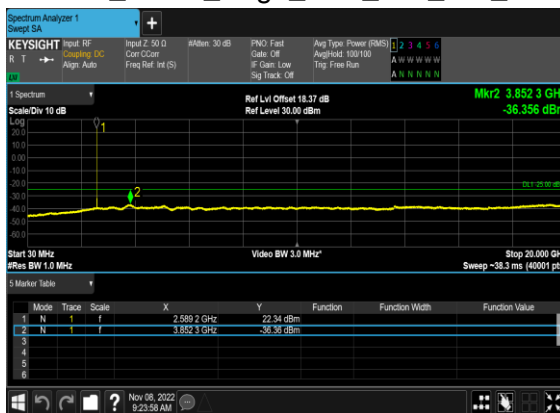 Spectrum Analyzer 1
Swept SA
KEYSIGHT Input: RF Input Z: 50 Ω #Atten: 30 dB PNO: Fast Avg Type: Power (RMS) 1 2 3 4 5 6
R T Coupling: DC Corr CCorr Gate: Off Avg|Hold: 100/100 A W W W W W
Align: Auto Freq Ref: Int (S) IF Gain: Low Trig: Free Run
Sig Track: Off A N N N N N
LU
1 Spectrum Ref Lvl Offset 18.37 dB Mkr2 3.852 3 GH
Scale/Div 10 dB Ref Level 30.00 dBm -36.356 dB
Log
20.0
10.0
0.00
-10.0
-20.0
-30.0
-40.0
-50.0
-60.0
1
2
DL1 -25.00 dB
Start 30 MHz Video BW 3.0 MHz* Stop 20.000 GH
#Res BW 1.0 MHz Sweep ~38.3 ms (40001 pt
5 Marker Table
Mode Trace Scale X Y Function Function Width Function Value
1 N 1 f 2.589 2 GHz 22.34 dBm
2 N 1 f 3.852 3 GHz -36.36 dBm
3
4
5
6
? Nov 08, 2022
9:23:58 AM